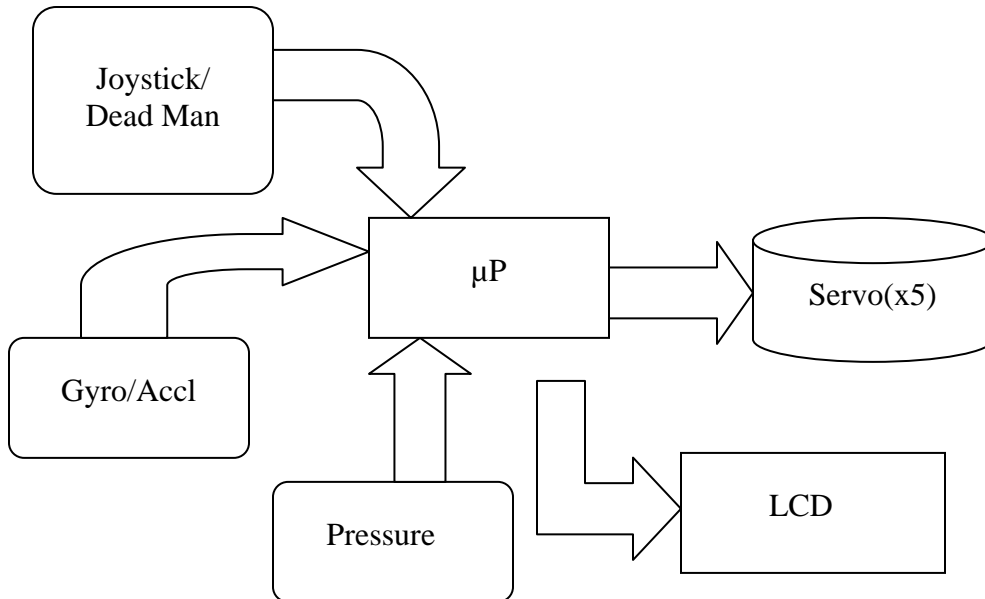 Joystick/
Dead Man
µP
Servo(x5)
Gyro/Accl
LCD
Pressure